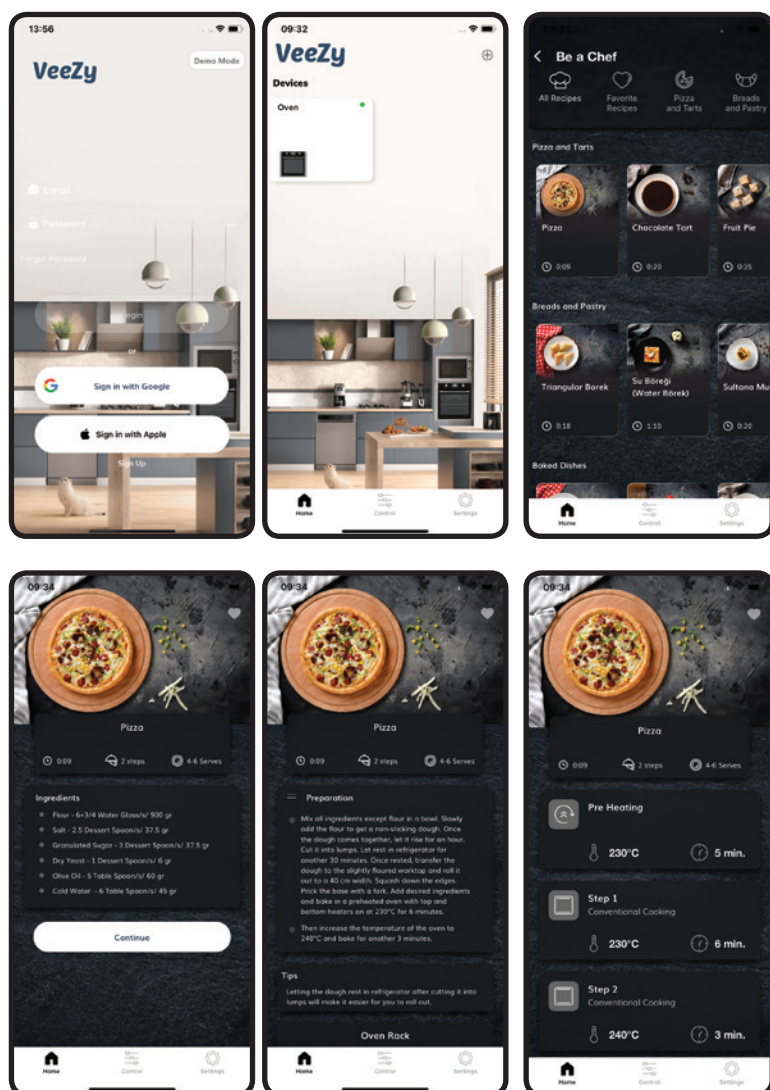 13:56
VeeZy
Demo Mode
E-mail
Password
Forgot Password
Login
or
Sign in with Google
Sign in with Apple
Sign Up
09:32
VeeZy
Devices
Oven
Home
Control
Settings
Be a Chef
All Recipes
Favorite
Recipes
Pizza
and Tarts
Breads
and Pastry
Pizza and Tarts
Pizza
Chocolate Tart
Fruit Pie
0:09
0:20
0:35
Breads and Pastry
Triangular Borek
Su Böreği
(Water Börek)
Sultana Mu
0:18
1:10
0:20
Baked Dishes
Home
Control
Settings
09:34
Pizza
0:09
2 steps
4-6 Serves
Ingredients
Flour - 6+3/4 Water Glass/s/ 900 gr
Salt - 2.5 Dessert Spoon/s/ 37.5 gr
Granulated Sugar - 3 Dessert Spoon/s/ 37.5 gr
Dry Yeast - 1 Dessert Spoon/s/ 6 gr
Olive Oil - 5 Table Spoon/s/ 60 gr
Cold Water - 6 Table Spoon/s/ 45 gr
Continue
Home
Control
Settings
09:34
Pizza
0:09
2 steps
4-6 Serves
Preparation
Mix all ingredients except flour in a bowl. Slowly
add the flour to get a non-sticking dough. Once
the dough comes together, let it rise for an hour.
Cut it into lumps. Let rest in refrigerator for
another 30 minutes. Once rested, transfer the
dough to the slightly floured worktop and roll it
out to a 40 cm width. Squash down the edges.
Prick the base with a fork. Add desired ingredients
and bake in a preheated oven with top and
bottom heaters on at 230°C for 6 minutes.
Then increase the temperature of the oven to
240°C and bake for another 3 minutes.
Tips
Letting the dough rest in refrigerator after cutting it into
lumps will make it easier for you to roll out.
Oven Rack
Home
Control
Settings
09:34
Pizza
0:09
2 steps
4-6 Serves
Pre Heating
230°C
5 min.
Step 1
Conventional Cooking
230°C
6 min.
Step 2
Conventional Cooking
240°C
3 min.
Home
Control
Settings